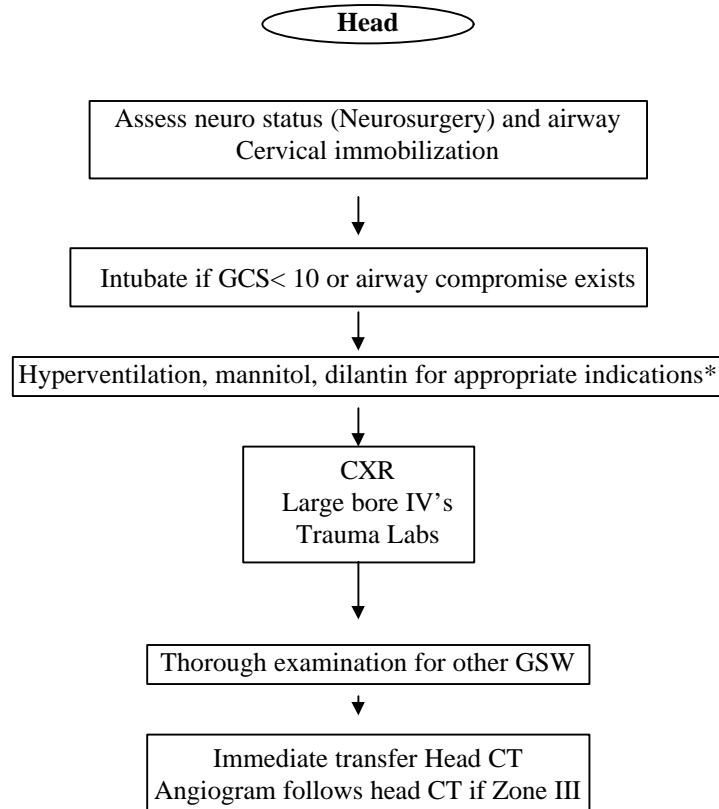 Head
Assess neuro status (Neurosurgery) and airway
Cervical immobilization
Intubate if GCS< 10 or airway compromise exists
Hyperventilation, mannitol, dilantin for appropriate indications*
CXR
Large bore IV’s
Trauma Labs
Thorough examination for other GSW
Immediate transfer Head CT
Angiogram follows head CT if Zone III